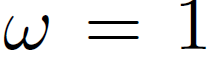 ω = 1